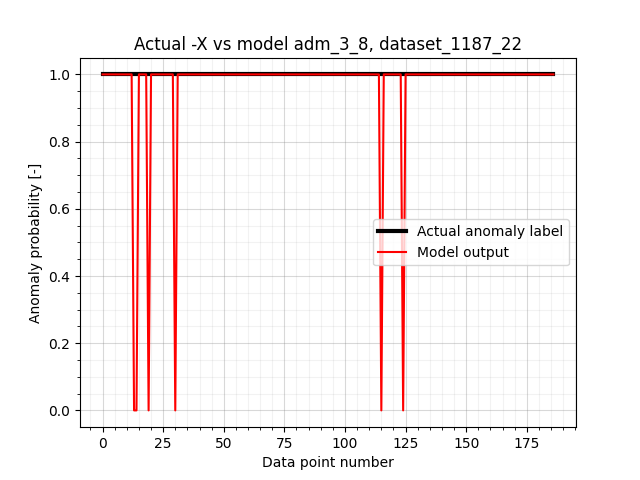 Actual -X vs model adm_3_8, dataset_1187_22
Anomaly probability [-]
1.0
0.8
0.6
0.4
0.2
0.0
Actual anomaly label
Model output
0 25 50 75 100 125 150 175
Data point number